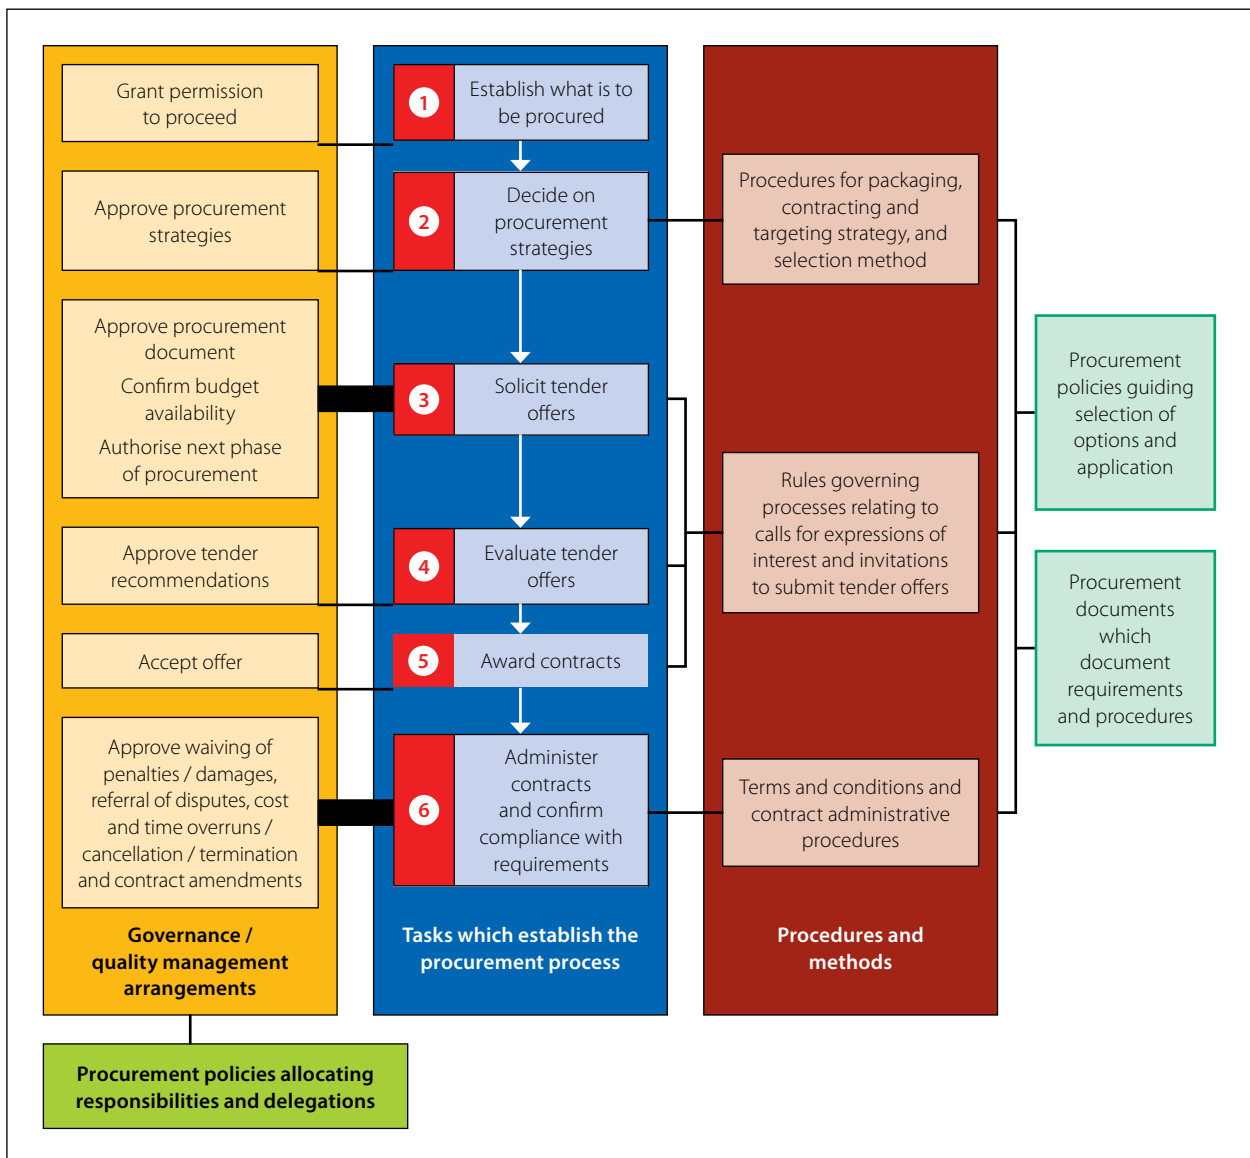 Grant permission
to proceed
Approve procurement
strategies
Approve procurement
document
Confirm budget
availability
Authorise next phase
of procurement
Approve tender
recommendations
Accept offer
Approve waiving of
penalties / damages,
referral of disputes, cost
and time overruns /
cancellation / termination
and contract amendments
Governance /
quality management
arrangements
Procurement policies allocating
responsibilities and delegations
1
Establish what is to
be procured
2
Decide on
procurement
strategies
3
Solicit tender
offers
4
Evaluate tender
offers
5
Award contracts
6
Administer
contracts
and confirm
compliance with
requirements
Tasks which establish the
procurement process
Procedures for packaging,
contracting and
targeting strategy, and
selection method
Rules governing
processes relating to
calls for expressions of
interest and invitations
to submit tender offers
Terms and conditions and
contract administrative
procedures
Procedures and
methods
Procurement
policies guiding
selection of
options and
application
Procurement
documents
which
document
requirements
and procedures